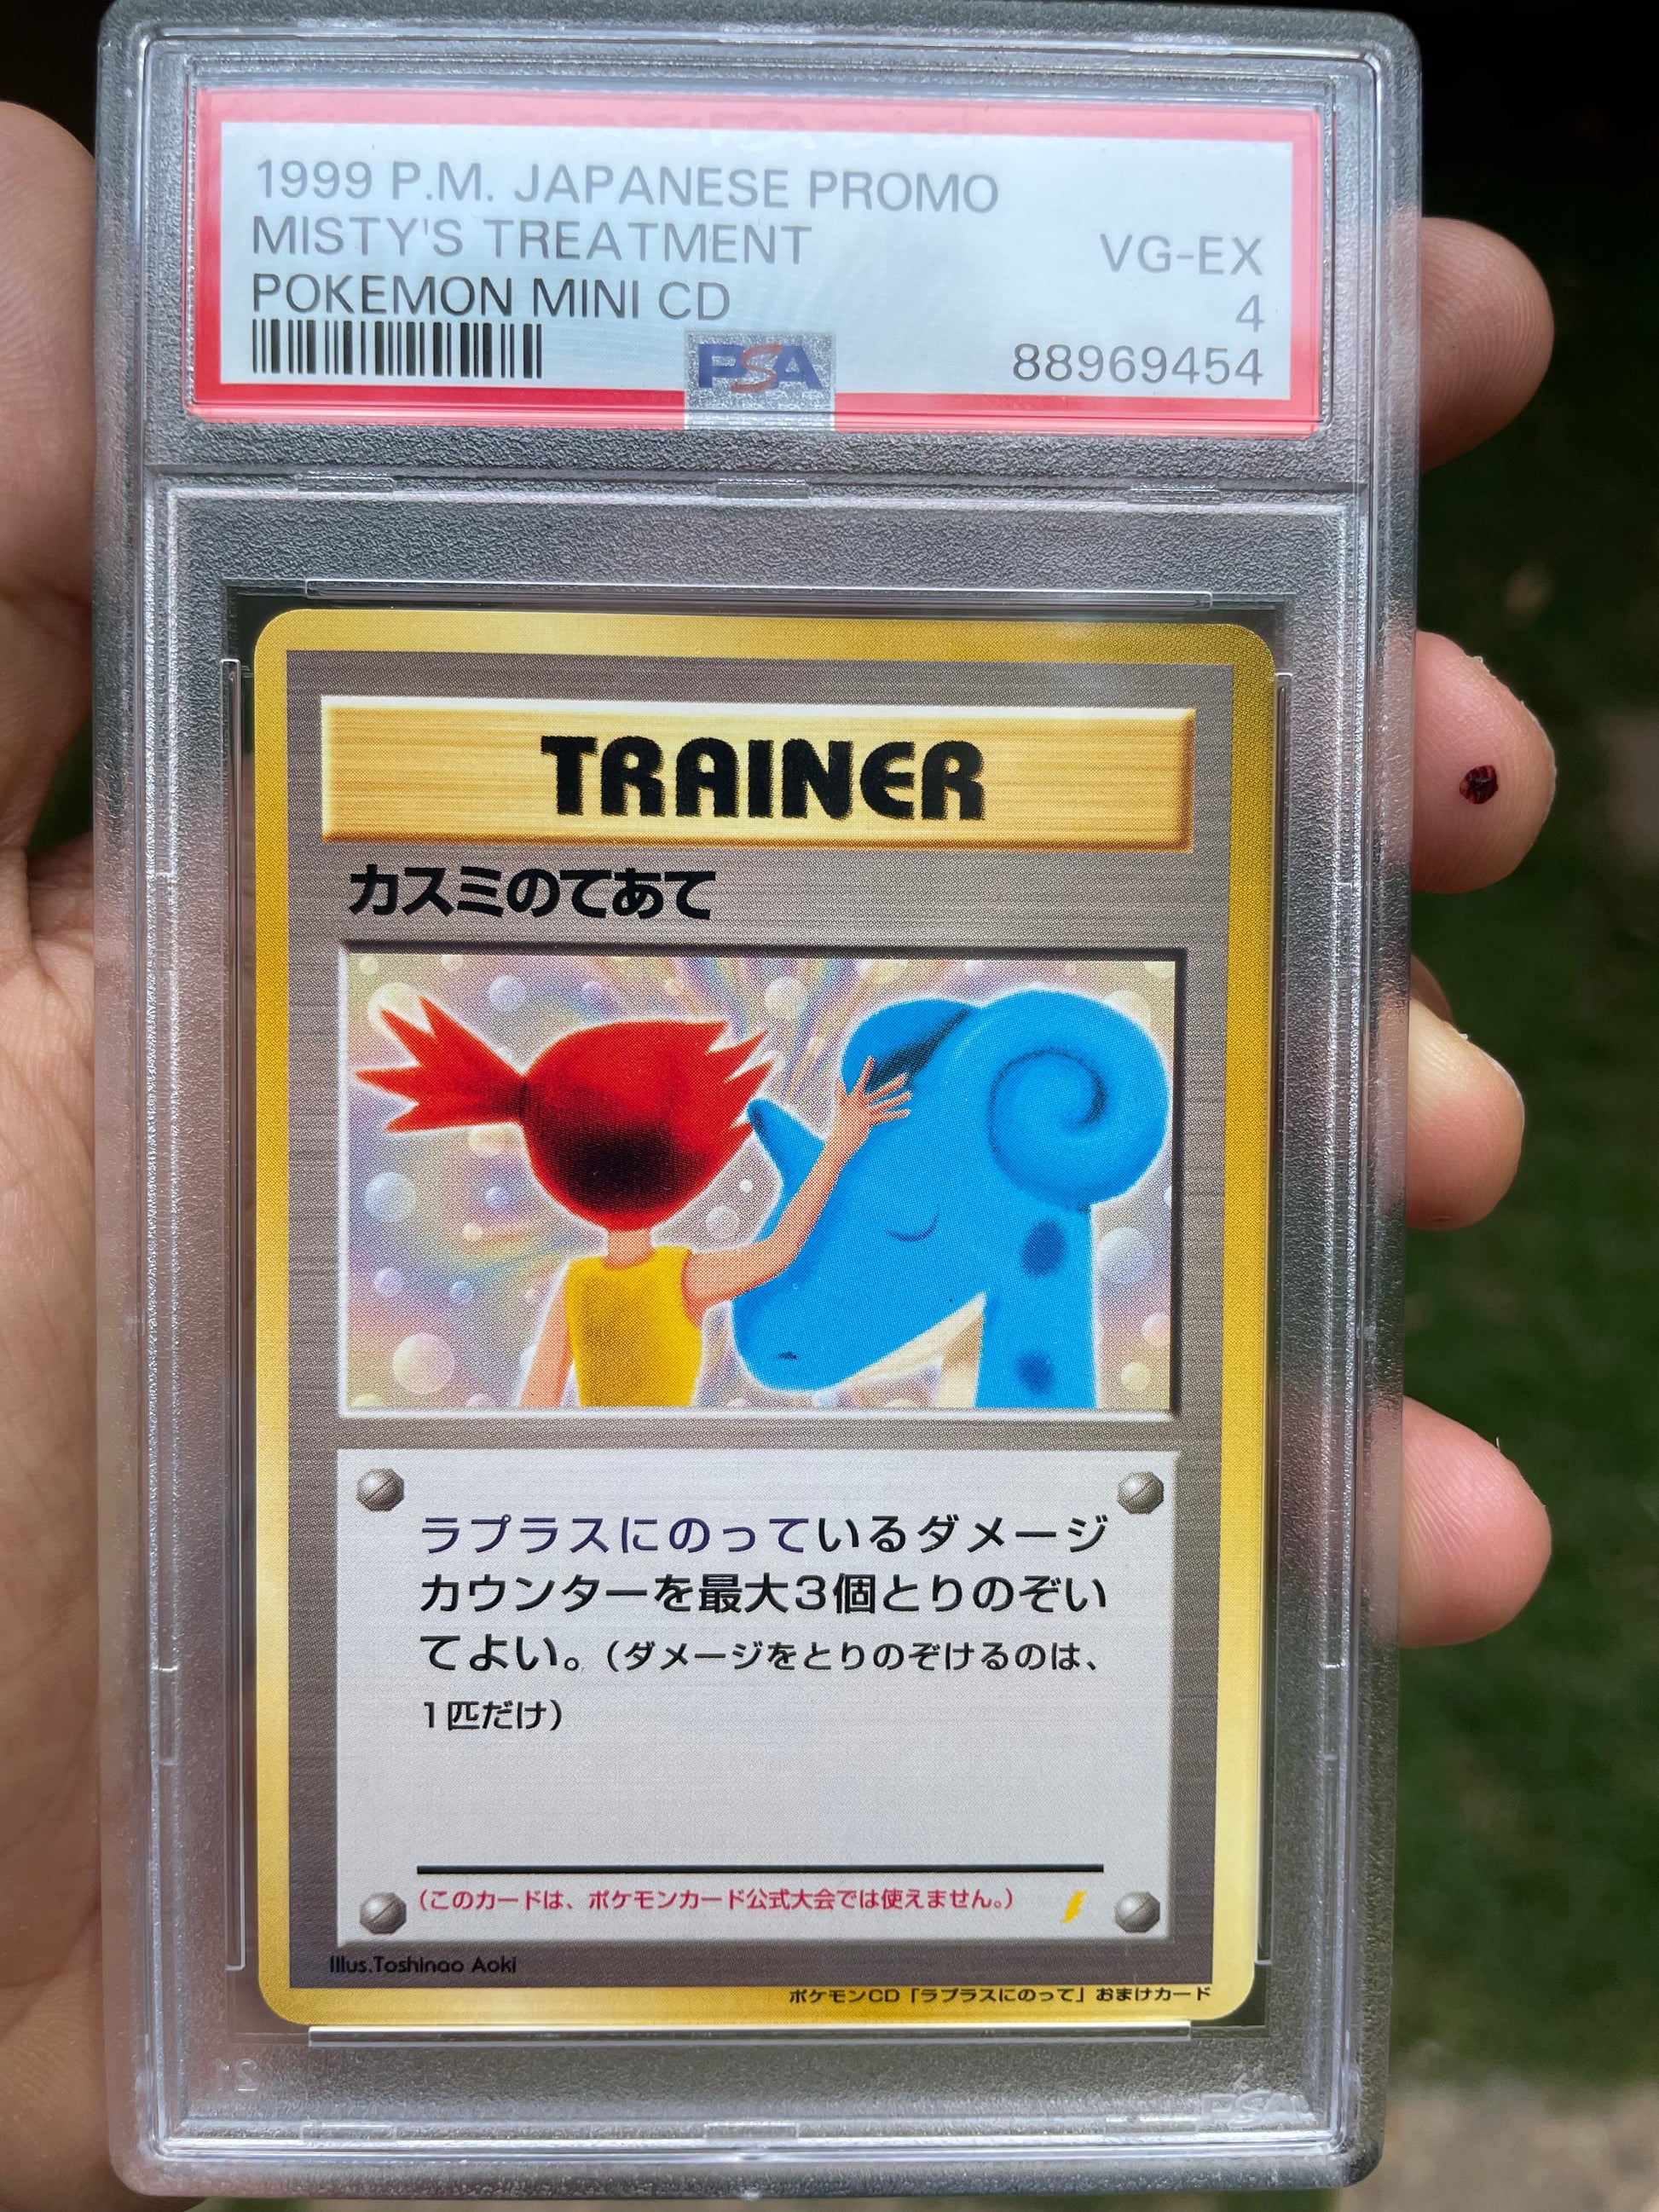 1999 P.M. JAPANESE PROMO
MISTY'S TREATMENT
VG-EX
POKEMON MINI CD
4
PSA
88969454
TRAINER
カスミのてあて
ラプラスにのっているダメージ
カウンターを最大3個とりのぞい
てよい。(ダメージをとりのぞけるのは、
1匹だけ)
(このカードは、ポケモンカード公式大会では使えません。)
Illus.Toshinao Aoki
ポケモンCD「ラプラスにのって」おまけカード
PSA